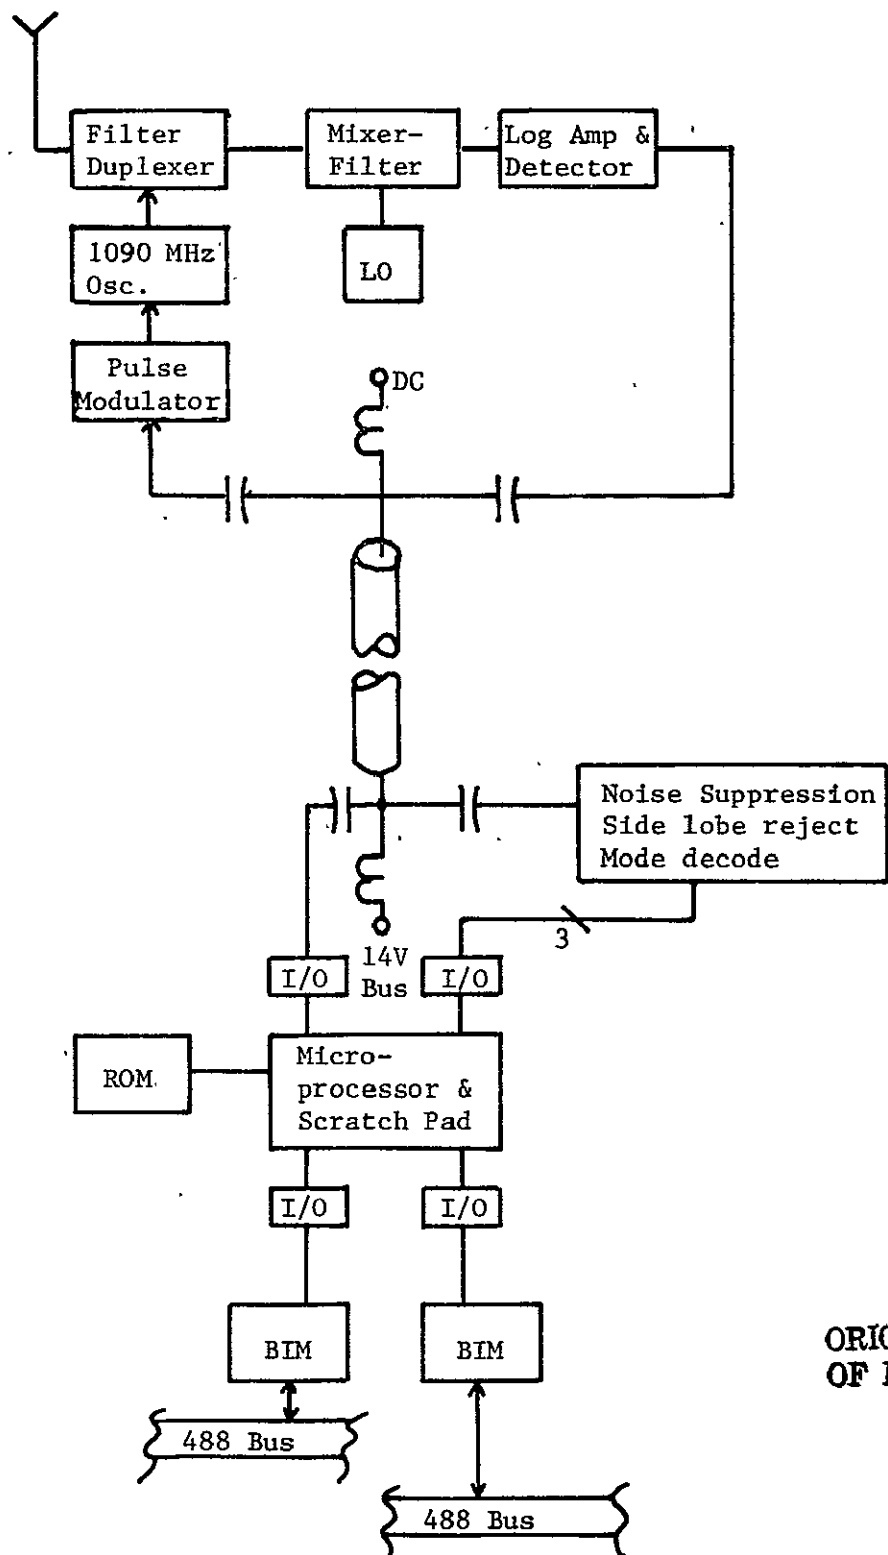 Filter
Duplexer
Mixer-
Filter
Log Amp &
Detector
1090 MHz
Osc.
LO
Pulse
Modulator
DC
Noise Suppression
Side lobe reject
Mode decode
3
14V
Bus
I/O
I/O
ROM
Micro-
processor &
Scratch Pad
I/O
I/O
BIM
BIM
488 Bus
488 Bus